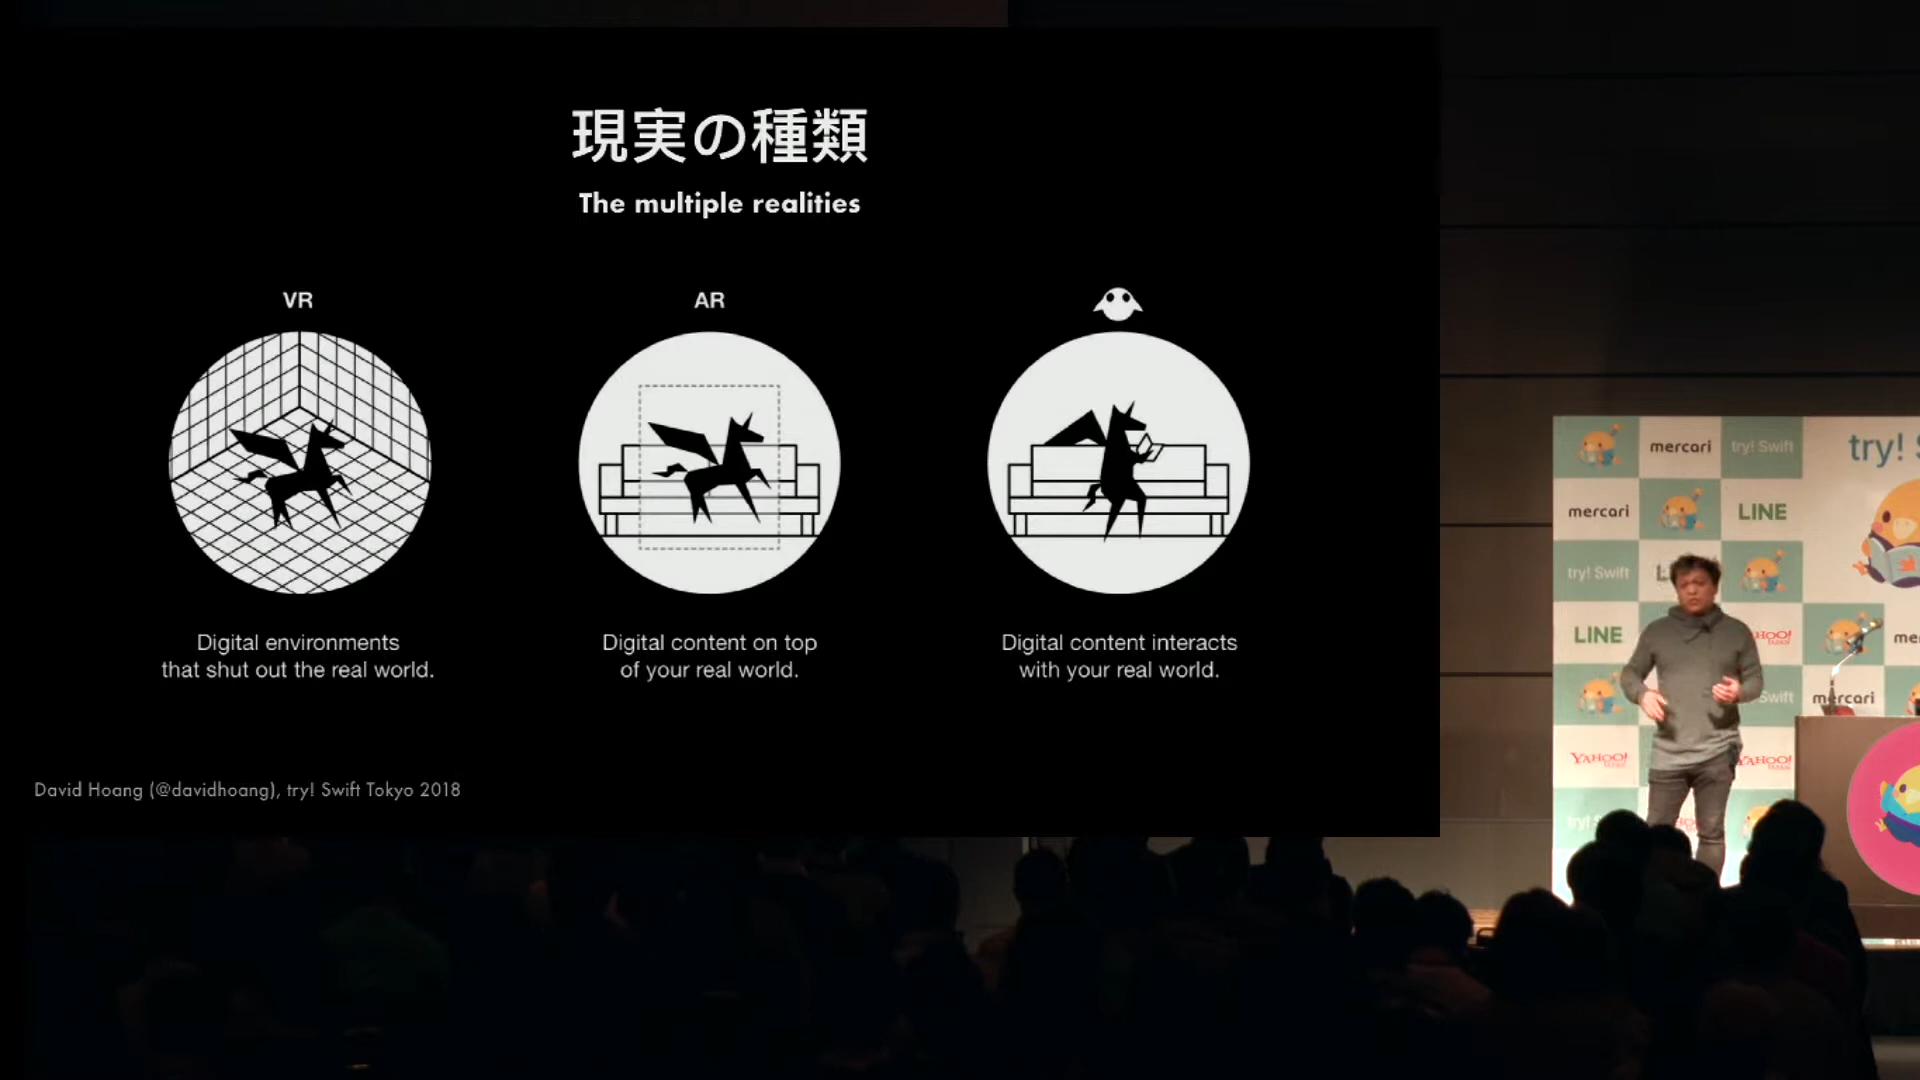 現実の種類
The multiple realities
VR
AR
Digital environments
that shut out the real world.
Digital content on top
of your real world.
Digital content interacts
with your real world.
David Hoang (@davidhoang), try! Swift Tokyo 2018
mercari
try! Swift
try!
mercari
LINE
try! Swift
LINE
mercari
YAHOO!
YAHOO!